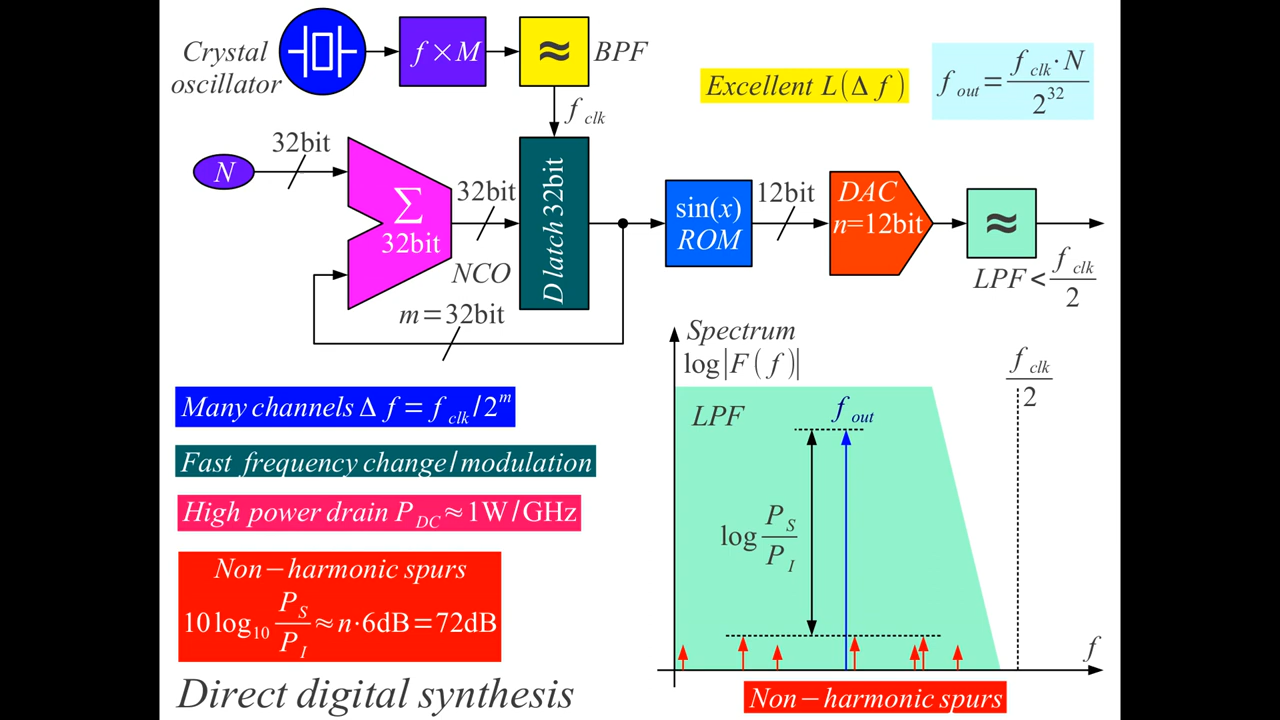 Crystal
oscillator
f×M
≈
BPF
f_clk
Excellent L(Δ f)
f_out = f_clk·N / 2^32
N
32bit
Σ
32bit
32bit
NCO
m=32bit
D latch 32bit
sin(x)
ROM
12bit
DAC
n=12bit
≈
LPF < f_clk / 2
Many channels Δ f = f_clk / 2^m
Fast frequency change/modulation
High power drain P_DC ≈ 1W/GHz
Non−harmonic spurs
10 log_10 P_S / P_I ≈ n·6dB = 72dB
Direct digital synthesis
Spectrum
log|F(f)|
f_clk / 2
LPF
f_out
log P_S / P_I
f
Non−harmonic spurs